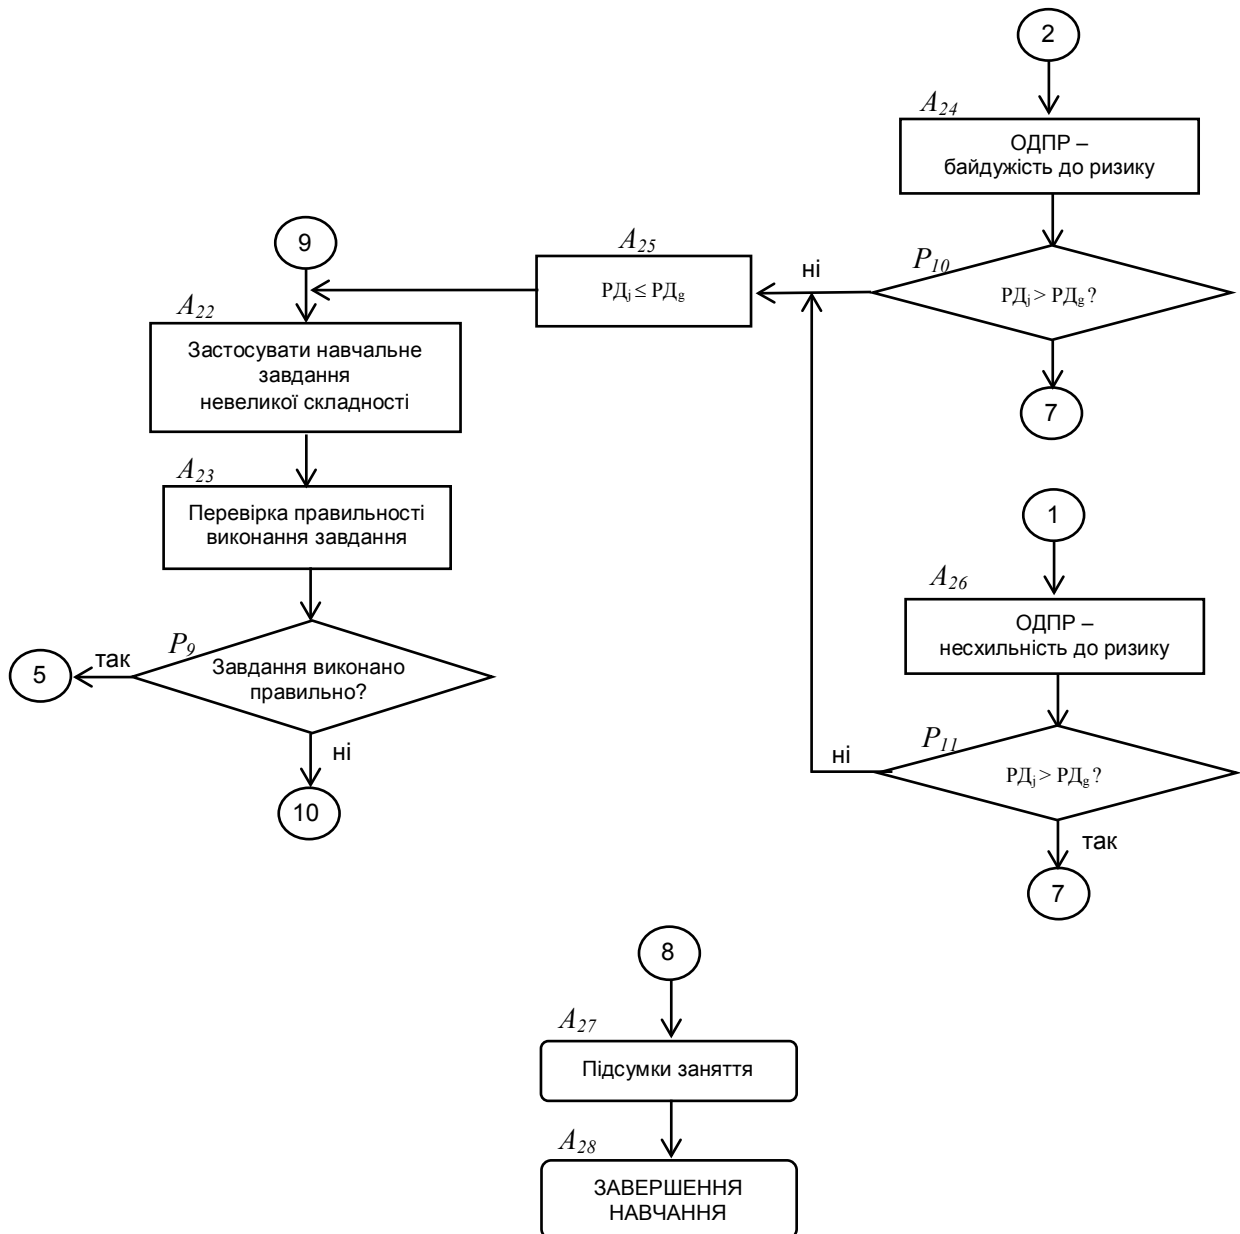 2
A24
ОДПР –
байдужість до ризику
9
A25
P10
ні
РДj ≤ РДg
РДj > РДg ?
A22
Застосувати навчальне
завдання
невеликої складності
7
A23
Перевірка правильності
виконання завдання
1
A26
ОДПР –
несхильність до ризику
P9
так
5
Завдання виконано
правильно?
ні
10
P11
ні
РДj > РДg ?
так
7
8
A27
Підсумки заняття
A28
ЗАВЕРШЕННЯ
НАВЧАННЯ